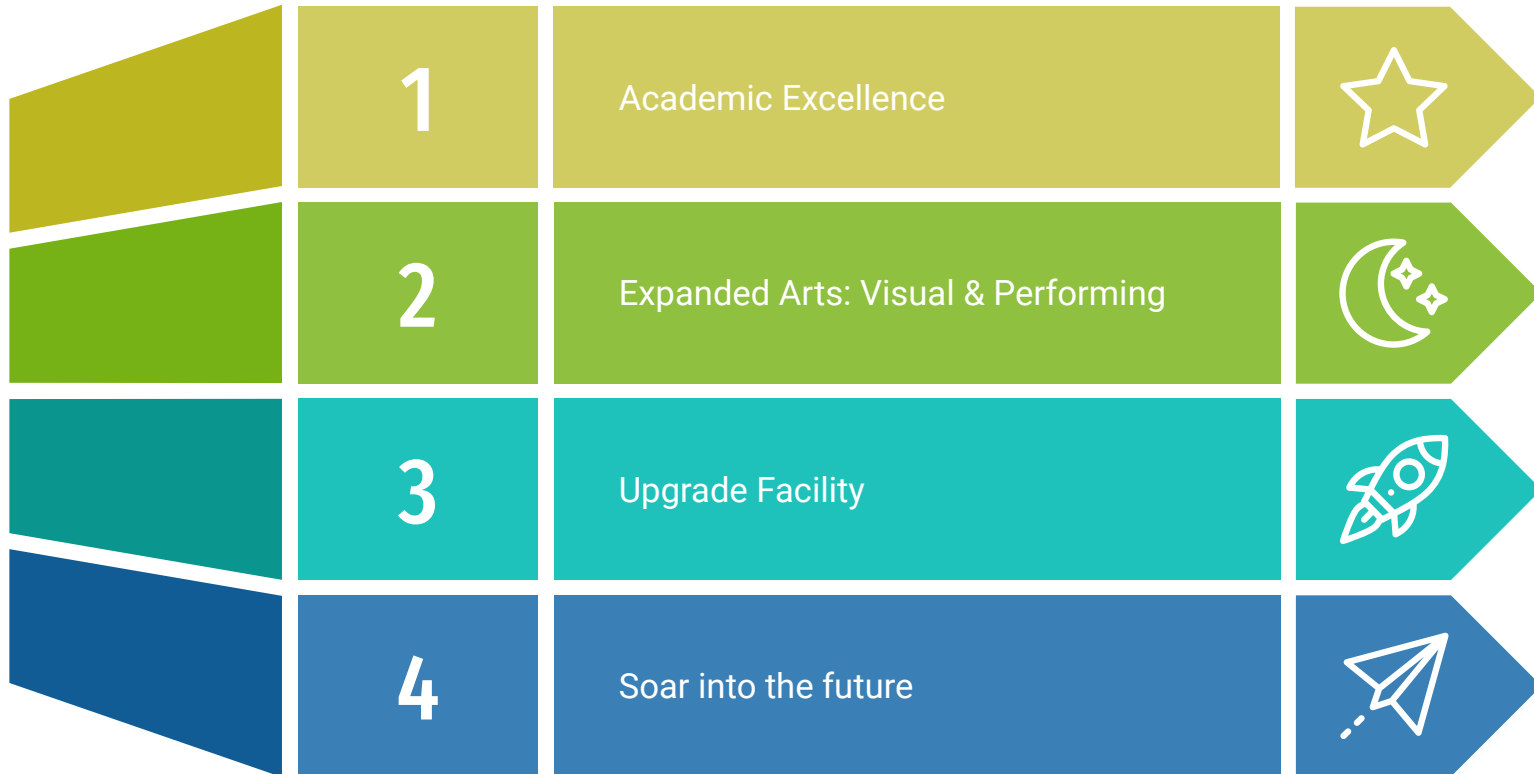 1
Academic Excellence
2
Expanded Arts: Visual & Performing
3
Upgrade Facility
4
Soar into the future